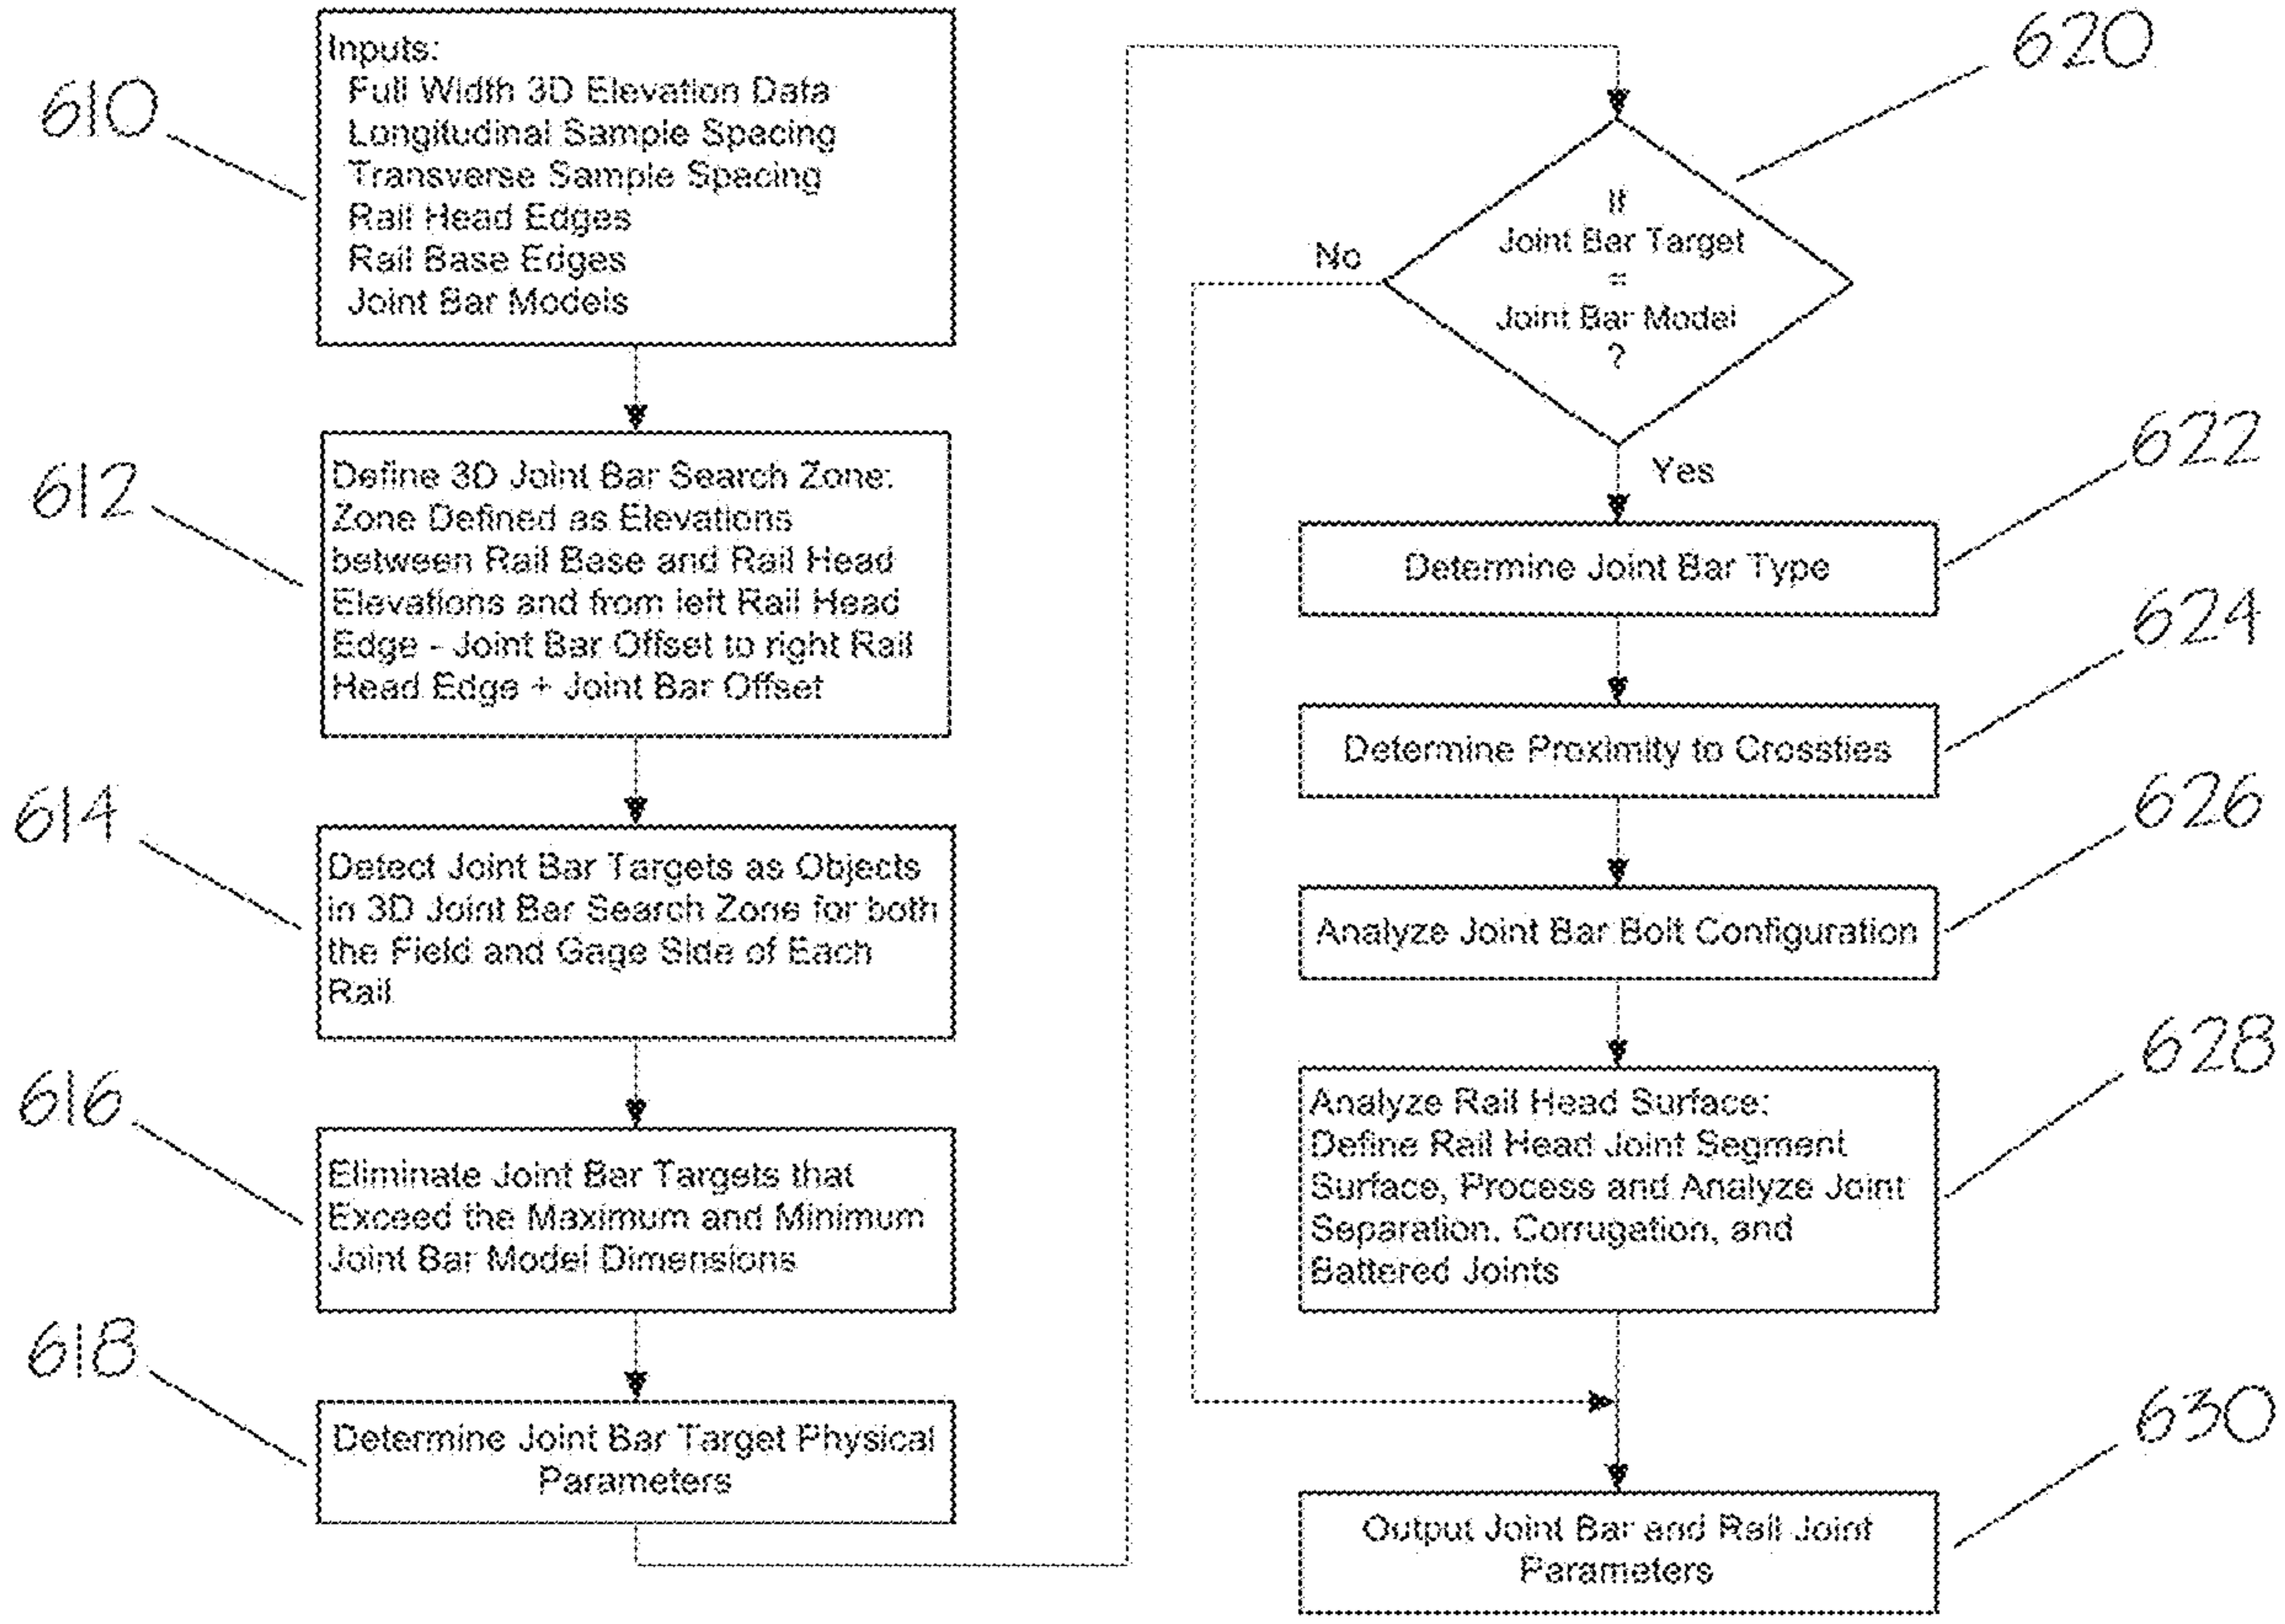 610
Inputs:
Full Width 3D Elevation Data
Longitudinal Sample Spacing
Transverse Sample Spacing
Rail Head Edges
Rail Base Edges
Joint Bar Models
612
Define 3D Joint Bar Search Zone:
Zone Defined as Elevations
between Rail Base and Rail Head
Elevations and from left Rail Head
Edge - Joint Bar Offset to right Rail
Head Edge + Joint Bar Offset
614
Detect Joint Bar Targets as Objects
in 3D Joint Bar Search Zone for both
the Field and Gage Side of Each
Rail
616
Eliminate Joint Bar Targets that
Exceed the Maximum and Minimum
Joint Bar Model Dimensions
618
Determine Joint Bar Target Physical
Parameters
620
If
Joint Bar Target
=
Joint Bar Model
?
No
Yes
622
Determine Joint Bar Type
624
Determine Proximity to Crossties
626
Analyze Joint Bar Bolt Configuration
628
Analyze Rail Head Surface:
Define Rail Head Joint Segment
Surface, Process and Analyze Joint
Separation. Corrugation, and
Battered Joints
630
Output Joint Bar and Rail Joint
Parameters